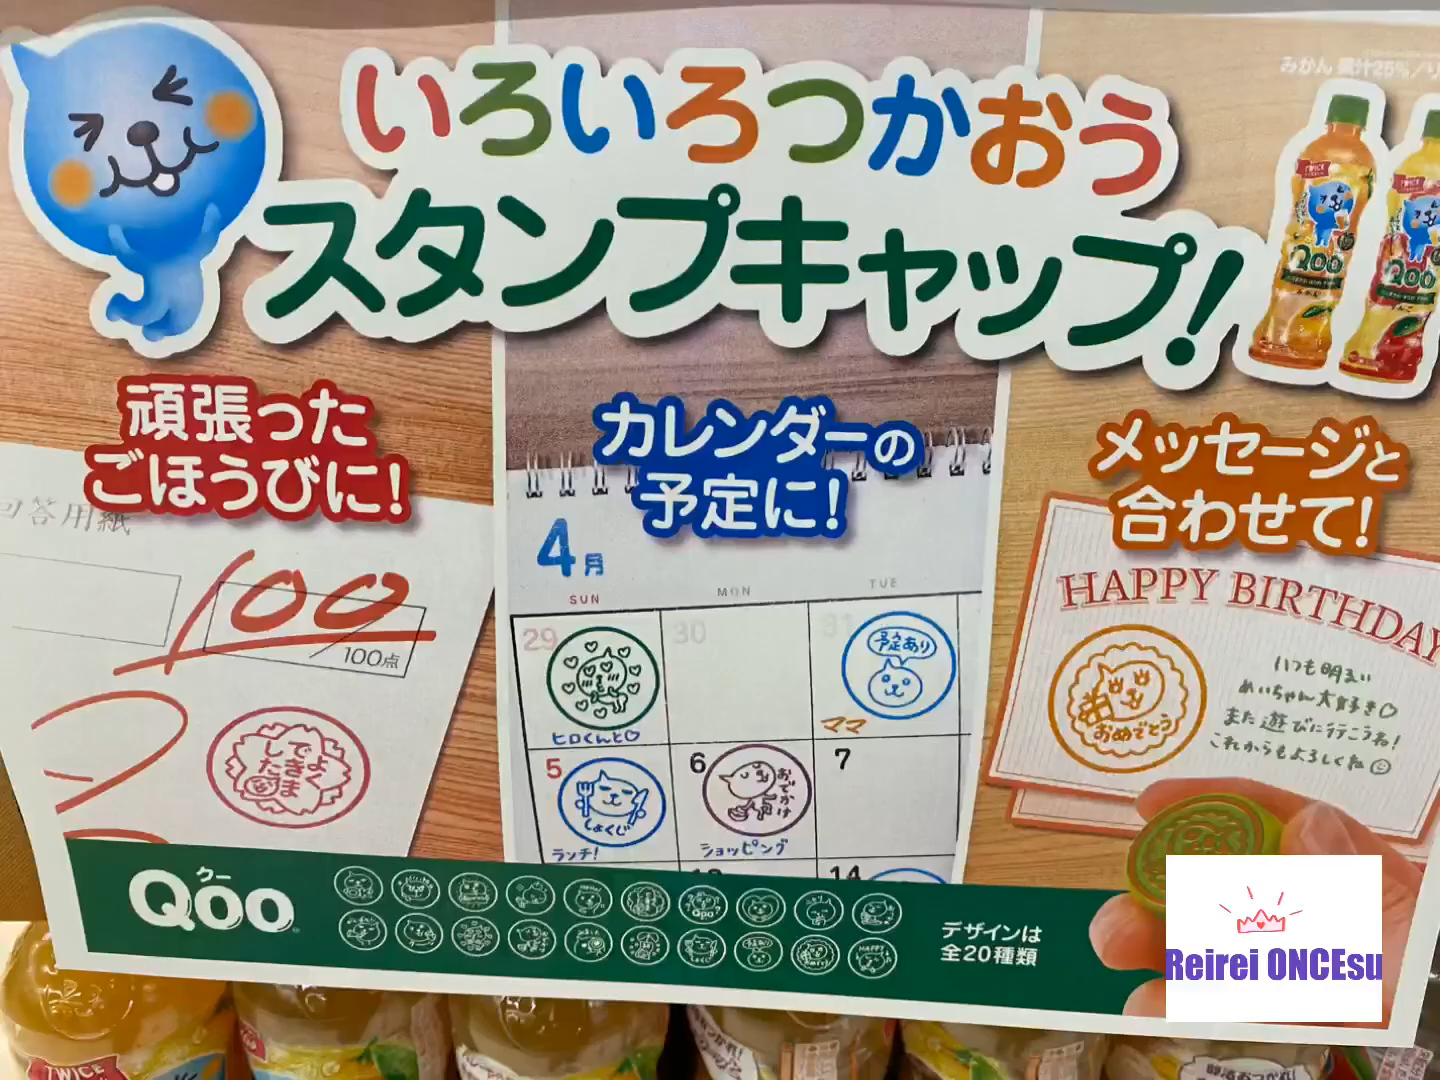 いろいろつかおう
スタンプキャップ!
みかん 果汁25%/リ
TWICE
Qoo
Qoo
頑張った
ごほうびに!
回答用紙
100
100点
よく
できま
した
カレンダーの
予定に!
4月
SUN MON TUE
29 30 31
予定あり
ヒロくんと♡
ママ
5 6 7
しょくじ
おでかけ
ランチ!
ショッピング
14
メッセージと
合わせて!
HAPPY BIRTHDAY
おめでとう
いつも明るい
めいちゃん大好き♡
また遊びに行こうね!
これからもよろしくね☺
クー
Qoo
デザインは
全20種類
Reirei ONCEsu
TWICE